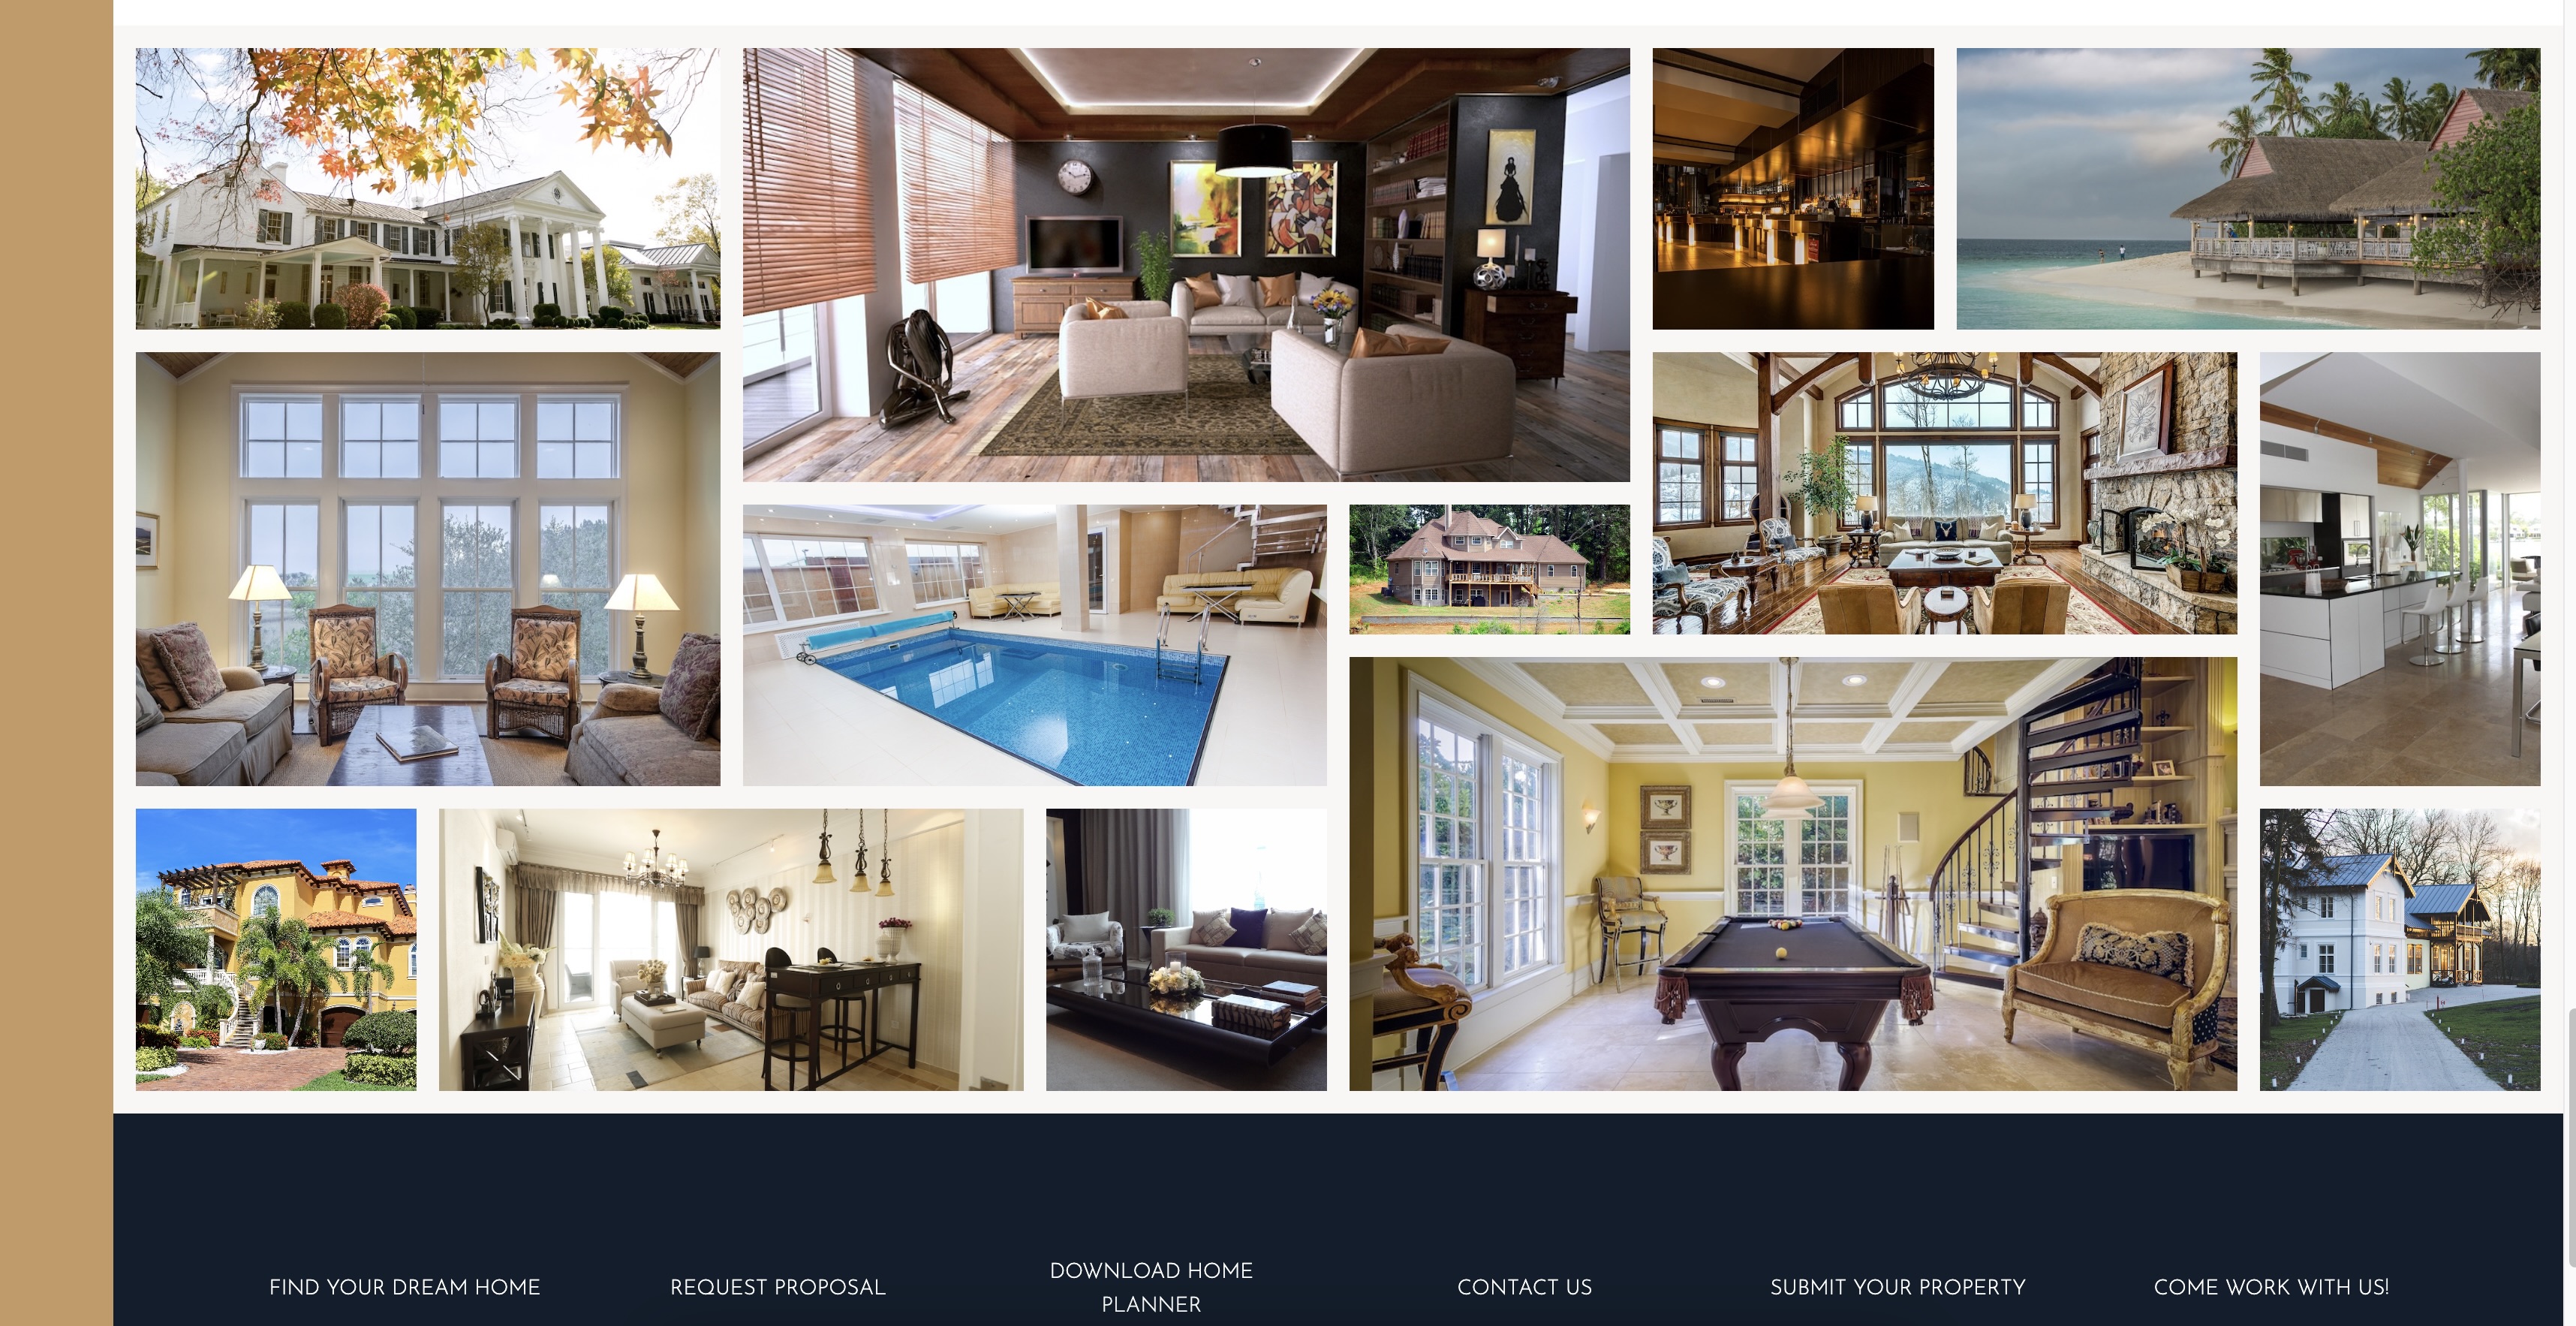 FIND YOUR DREAM HOME
REQUEST PROPOSAL
DOWNLOAD HOME
PLANNER
CONTACT US
SUBMIT YOUR PROPERTY
COME WORK WITH US!